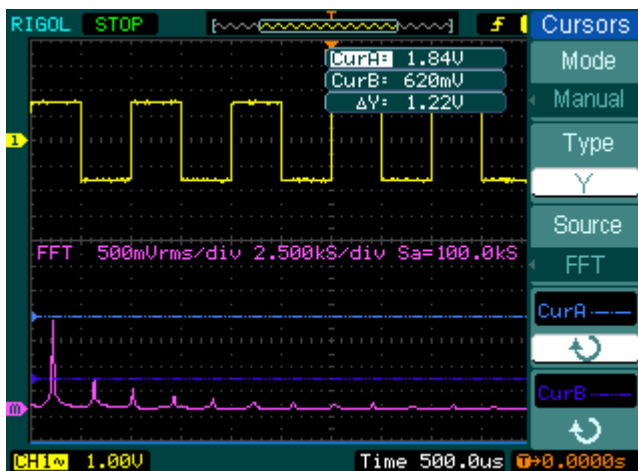 RIGOL STOP
Cursors
CurA: 1.84V
CurB: 620mV
ΔY: 1.22V
Mode
Manual
Type
Y
Source
FFT
CurA
CurB
1
FFT 500mVrms/div 2.500kS/div Sa=100.0kS
m
CH1~ 1.00V Time 500.0us T→0.0000s